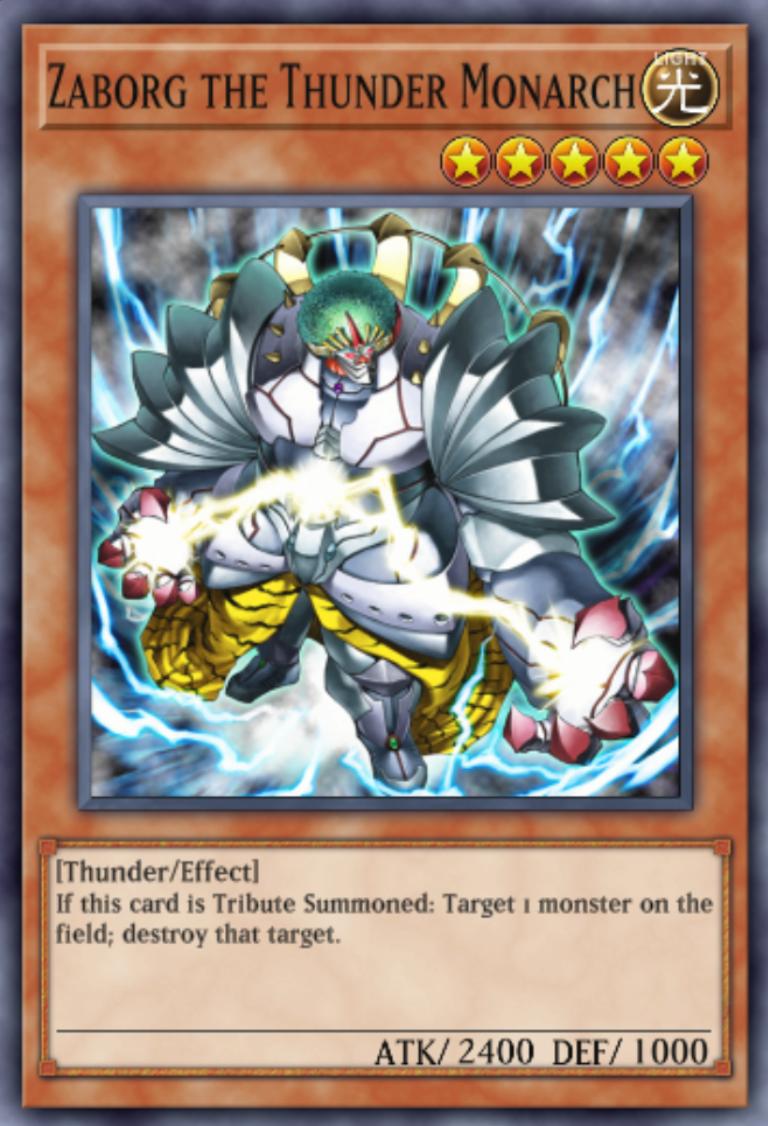 ZABORG THE THUNDER MONARCH
LIGHT
光
[Thunder/Effect]
If this card is Tribute Summoned: Target 1 monster on the
field; destroy that target.
ATK/ 2400 DEF/ 1000